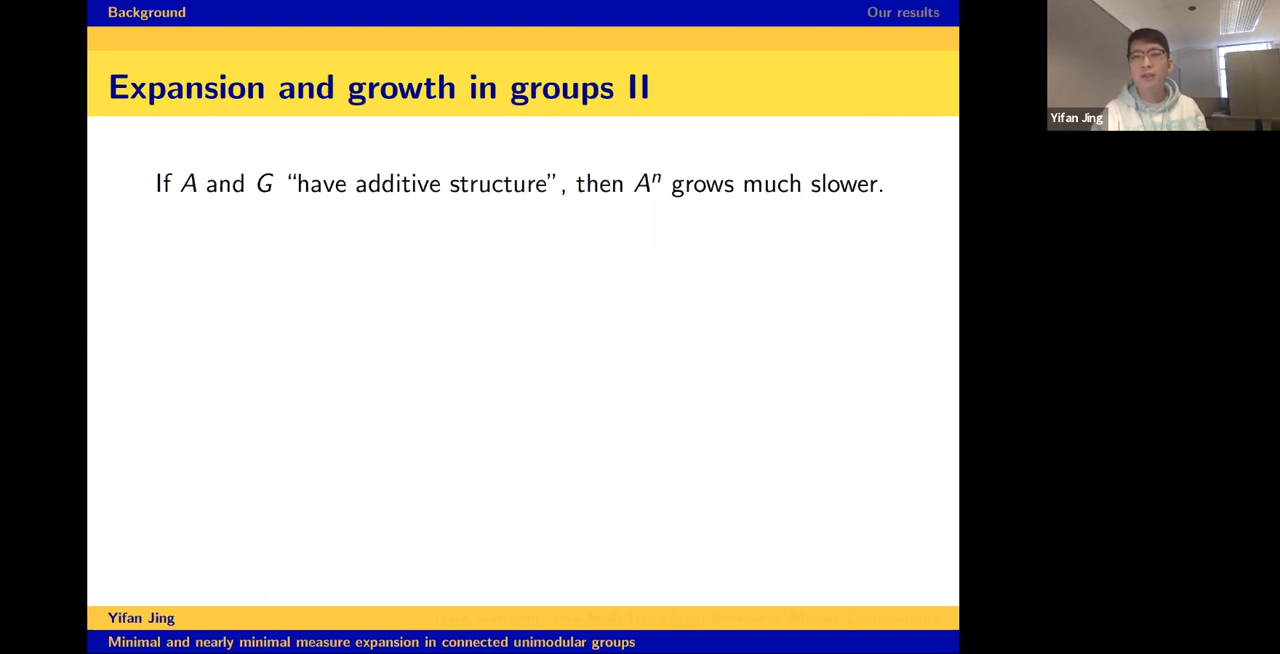 Background
Our results
Expansion and growth in groups II
If A and G “have additive structure”, then Aⁿ grows much slower.
Yifan Jing
Yifan Jing
Minimal and nearly minimal measure expansion in connected unimodular groups